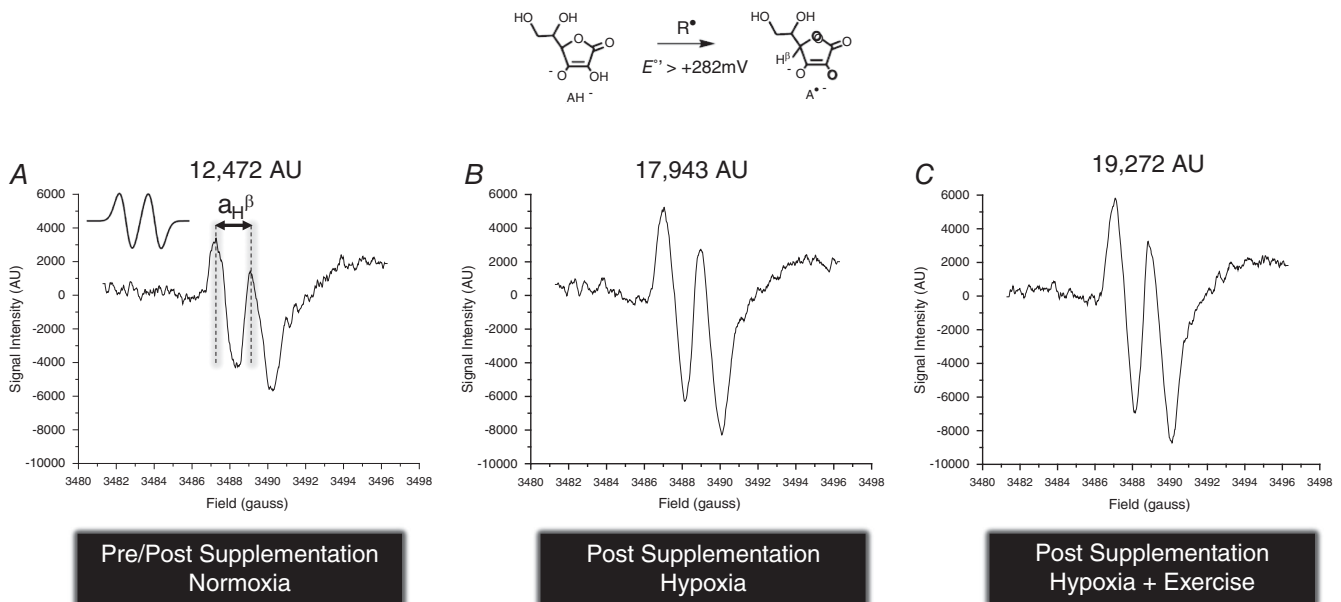 HO OH
O
O
-
O
OH
AH -
R•
E°' > +282mV
HO OH
O
O
Hβ
-
O
O
A• -
A
12,472 AU
aHβ
6000
4000
2000
0
-2000
-4000
-6000
-8000
-10000
Signal Intensity (AU)
3480 3482 3484 3486 3488 3490 3492 3494 3496 3498
Field (gauss)
Pre/Post Supplementation
Normoxia
B
17,943 AU
6000
4000
2000
0
-2000
-4000
-6000
-8000
-10000
Signal Intensity (AU)
3480 3482 3484 3486 3488 3490 3492 3494 3496 3498
Field (gauss)
Post Supplementation
Hypoxia
C
19,272 AU
6000
4000
2000
0
-2000
-4000
-6000
-8000
-10000
Signal Intensity (AU)
3480 3482 3484 3486 3488 3490 3492 3494 3496 3498
Field (gauss)
Post Supplementation
Hypoxia + Exercise